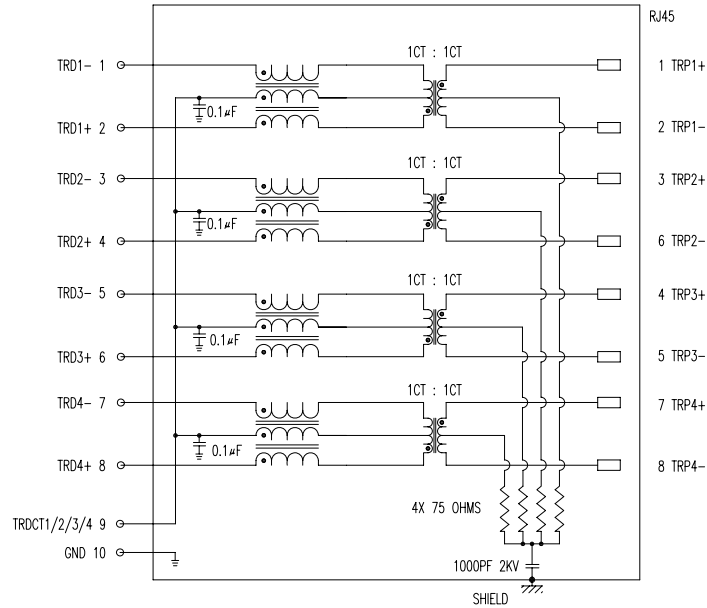 RJ45
1CT : 1CT
TRD1- 1
1 TRP1+
0.1µF
TRD1+ 2
2 TRP1-
1CT : 1CT
TRD2- 3
3 TRP2+
0.1µF
TRD2+ 4
6 TRP2-
1CT : 1CT
TRD3- 5
4 TRP3+
0.1µF
TRD3+ 6
5 TRP3-
1CT : 1CT
TRD4- 7
7 TRP4+
0.1µF
TRD4+ 8
8 TRP4-
4X 75 OHMS
TRDCT1/2/3/4 9
GND 10
1000PF 2KV
SHIELD